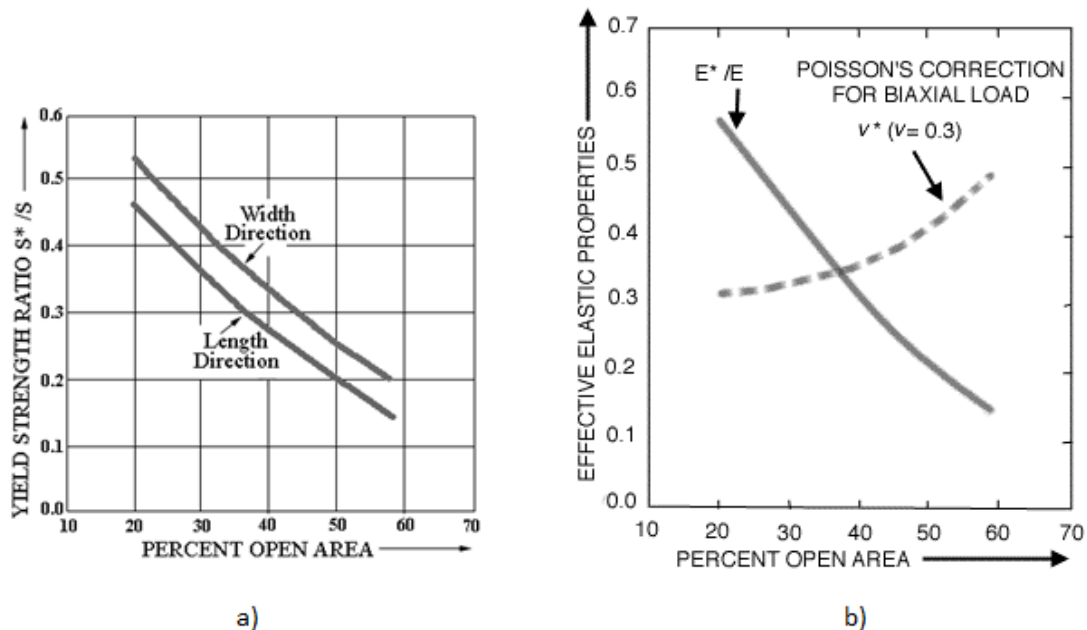 YIELD STRENGTH RATIO S* /S
0.6
0.5
0.4
0.3
0.2
0.1
0.0
Width
Direction
Length
Direction
10 20 30 40 50 60 70
PERCENT OPEN AREA
a)
EFFECTIVE ELASTIC PROPERTIES
0.7
0.6
0.5
0.4
0.3
0.2
0.1
0.0
E* /E
POISSON'S CORRECTION
FOR BIAXIAL LOAD
v* (v= 0.3)
10 20 30 40 50 60 70
PERCENT OPEN AREA
b)